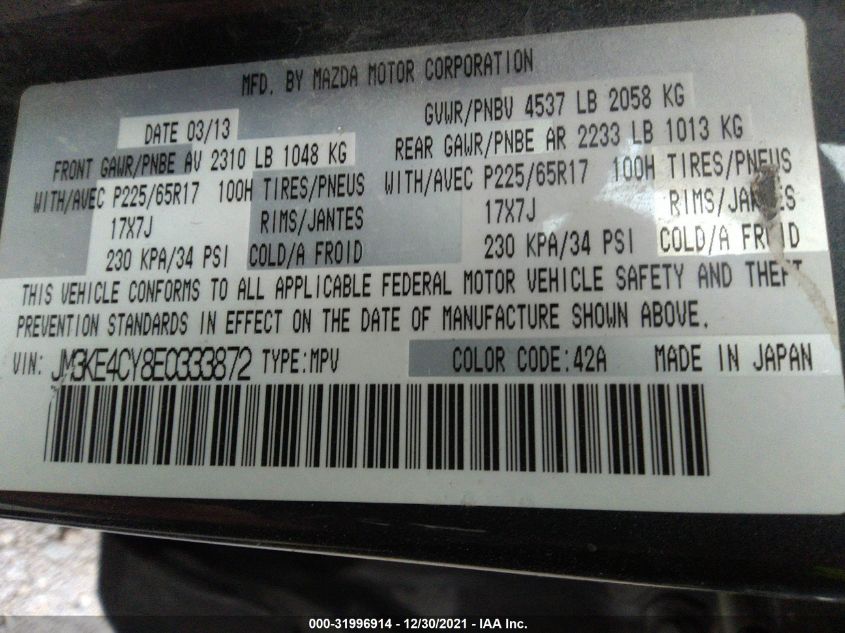 MFD. BY MAZDA MOTOR CORPORATION
DATE 03/13 GVWR/PNBV 4537 LB 2058 KG
FRONT GAWR/PNBE AV 2310 LB 1048 KG REAR GAWR/PNBE AR 2233 LB 1013 KG
WITH/AVEC P225/65R17 100H TIRES/PNEUS WITH/AVEC P225/65R17 100H TIRES/PNEUS
17X7J RIMS/JANTES 17X7J RIMS/JANTES
230 KPA/34 PSI COLD/A FROID 230 KPA/34 PSI COLD/A FROID
THIS VEHICLE CONFORMS TO ALL APPLICABLE FEDERAL MOTOR VEHICLE SAFETY AND THEFT
PREVENTION STANDARDS IN EFFECT ON THE DATE OF MANUFACTURE SHOWN ABOVE.
VIN: JM3KE4CY8E0333872 TYPE:MPV COLOR CODE:42A MADE IN JAPAN
000-31996914 - 12/30/2021 - IAA Inc.